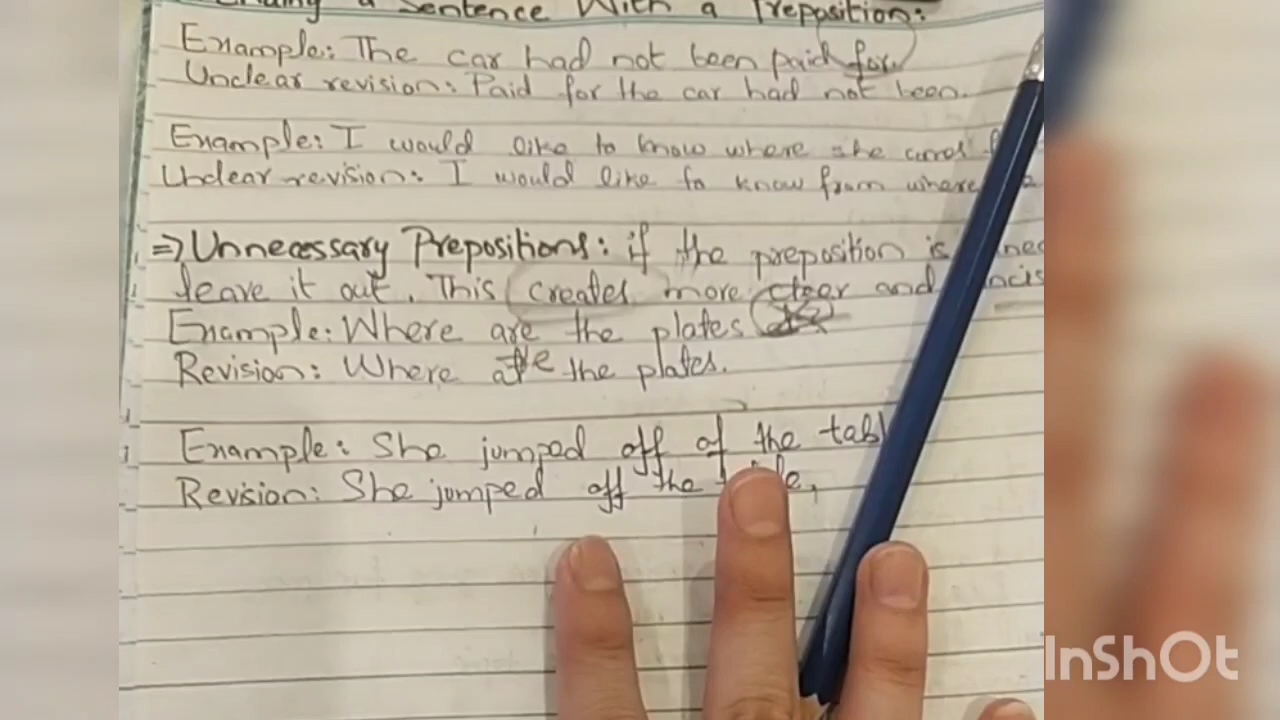 a Sentence With a Preposition:
Example: The car had not been paid for.
Unclear revision: Paid for the car had not been.
Example: I would like to know where she
Unclear revision: I would like to know from where
=> Unnecessary Prepositions: if the preposition is
leave it out. This creates more clear and
Example: Where are the plates
Revision: Where are the plates.
Example: She jumped off of the
Revision: She jumped off the
InShOt